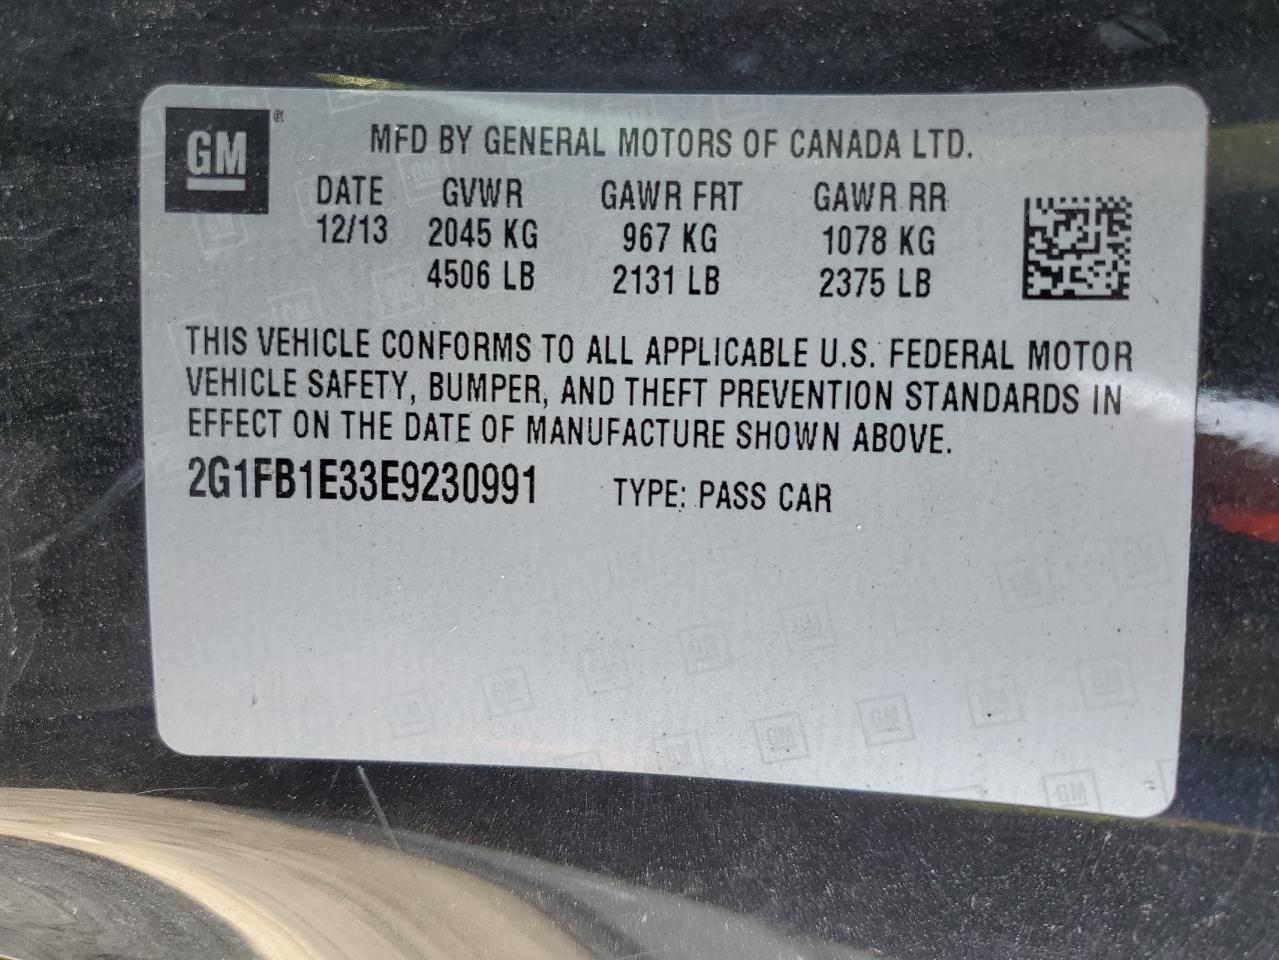 GM ®
MFD BY GENERAL MOTORS OF CANADA LTD.
DATE GVWR GAWR FRT GAWR RR
12/13 2045 KG 967 KG 1078 KG
4506 LB 2131 LB 2375 LB
THIS VEHICLE CONFORMS TO ALL APPLICABLE U.S. FEDERAL MOTOR
VEHICLE SAFETY, BUMPER, AND THEFT PREVENTION STANDARDS IN
EFFECT ON THE DATE OF MANUFACTURE SHOWN ABOVE.
2G1FB1E33E9230991 TYPE: PASS CAR